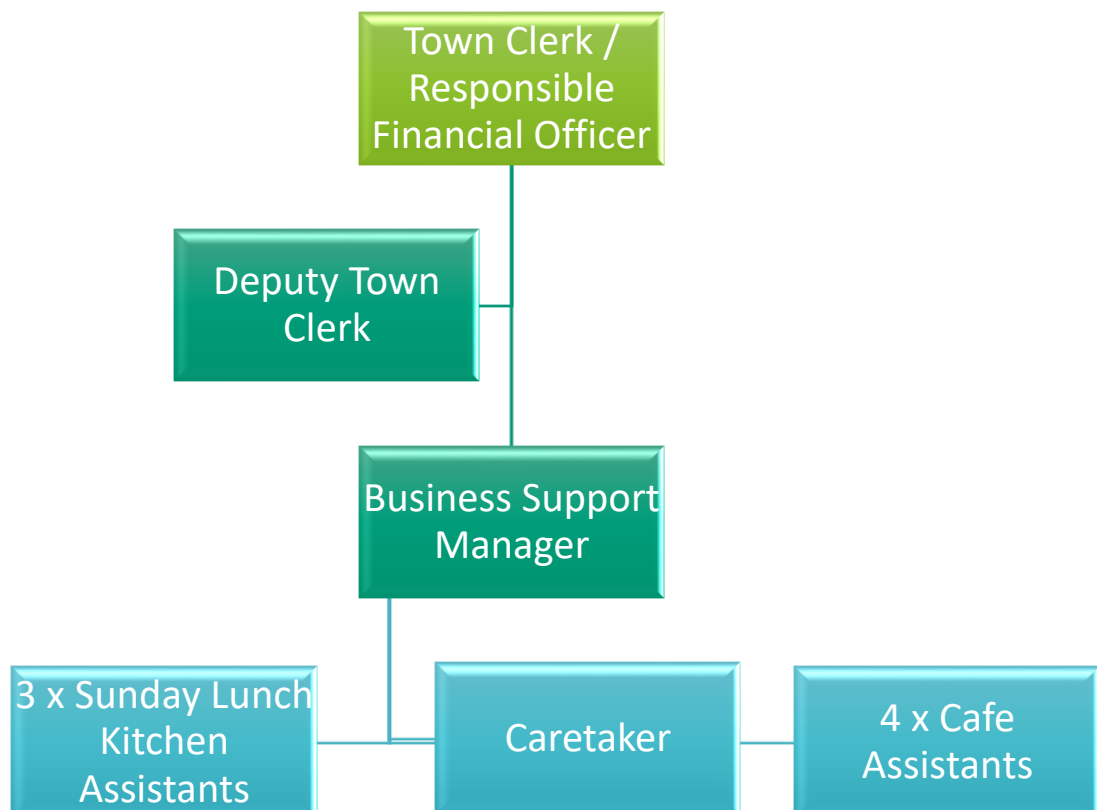 Town Clerk /
Responsible
Financial Officer
Deputy Town
Clerk
Business Support
Manager
3 x Sunday Lunch
Kitchen
Assistants
Caretaker
4 x Cafe
Assistants